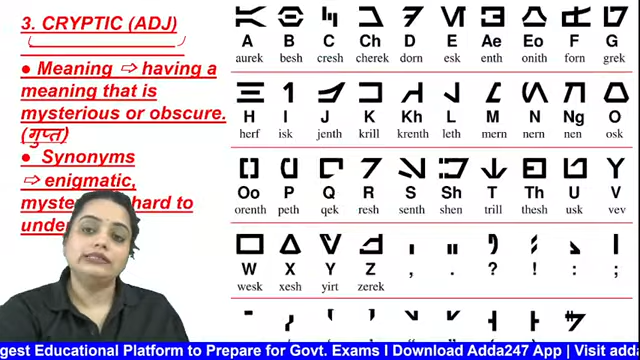 3. CRYPTIC (ADJ)
● Meaning ⇨ having a
meaning that is
mysterious or obscure.
(गुप्त)
● Synonyms
⇨ enigmatic,
hard to
A B C Ch D E Ae Eo F G
aurek besh cresh cherek dorn esk enth onith forn grek
H I J K Kh L M N Ng O
herf isk jenth krill krenth leth mern nern nen osk
Oo P Q R S Sh T Th U V
orenth peth qek resh senth shen trill thesh usk vev
W X Y Z , . ? ! : ;
wesk xesh yirt zerek
gest Educational Platform to Prepare for Govt. Exams I Download Adda247 App | Visit add